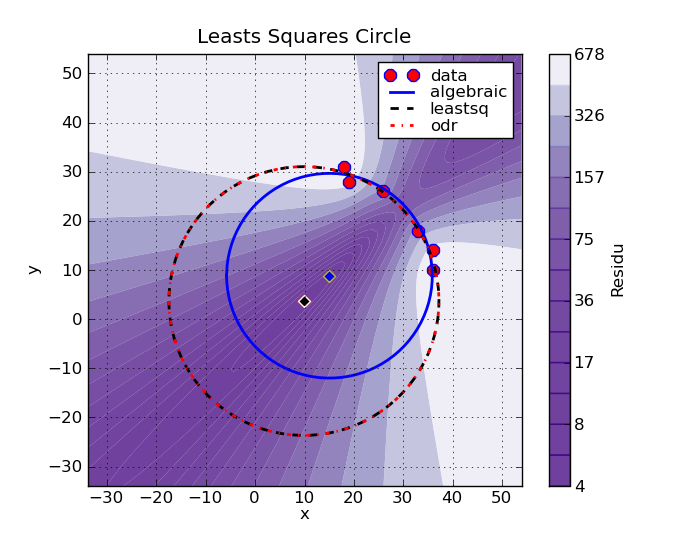 Leasts Squares Circle
data
algebraic
leastsq
odr
50
40
30
20
10
0
−10
−20
−30
y
−30 −20 −10 0 10 20 30 40 50
x
678
326
157
75
36
17
8
4
Residu